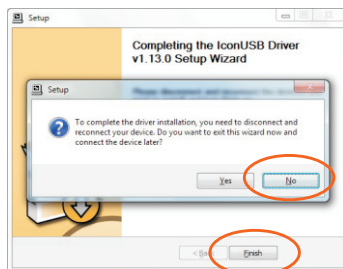 Setup
Completing the IconUSB Driver
v1.13.0 Setup Wizard
Setup
To complete the driver installation, you need to disconnect and
reconnect your device. Do you want to exit this wizard now and
connect the device later?
Yes
No
Finish